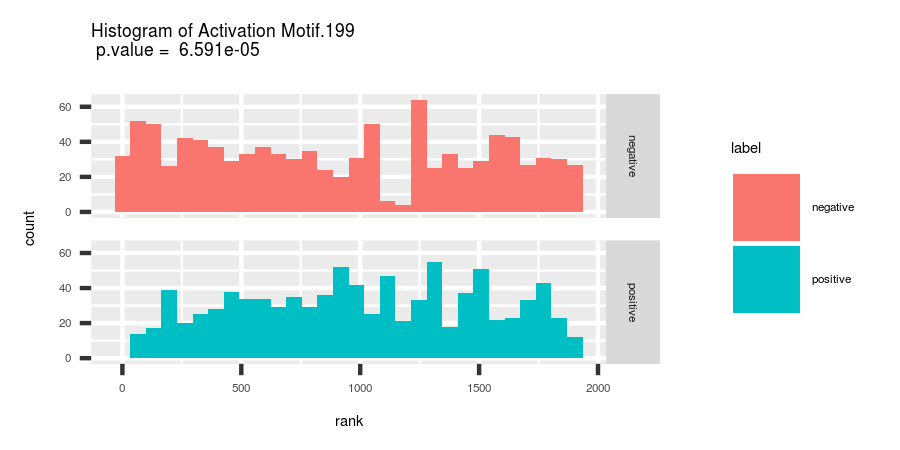 Histogram of Activation Motif.199
p.value = 6.591e-05
count
60
40
20
0
negative
60
40
20
0
positive
0 500 1000 1500 2000
rank
label
negative
positive